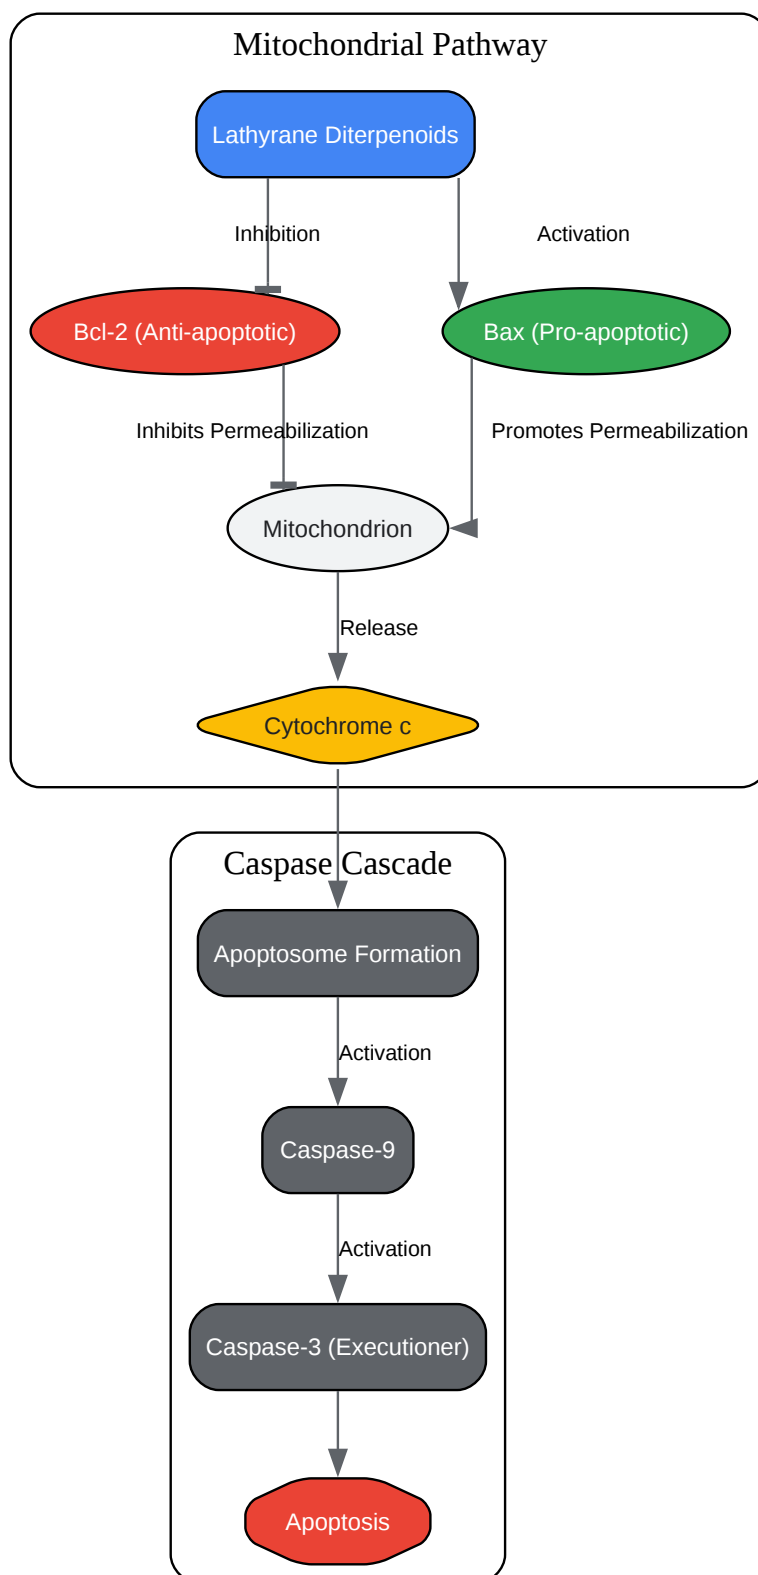 Mitochondrial Pathway
Lathyrane Diterpenoids
Inhibition
Activation
Bcl-2 (Anti-apoptotic)
Bax (Pro-apoptotic)
Inhibits Permeabilization
Promotes Permeabilization
Mitochondrion
Release
Cytochrome c
Caspase Cascade
Apoptosome Formation
Activation
Caspase-9
Activation
Caspase-3 (Executioner)
Apoptosis